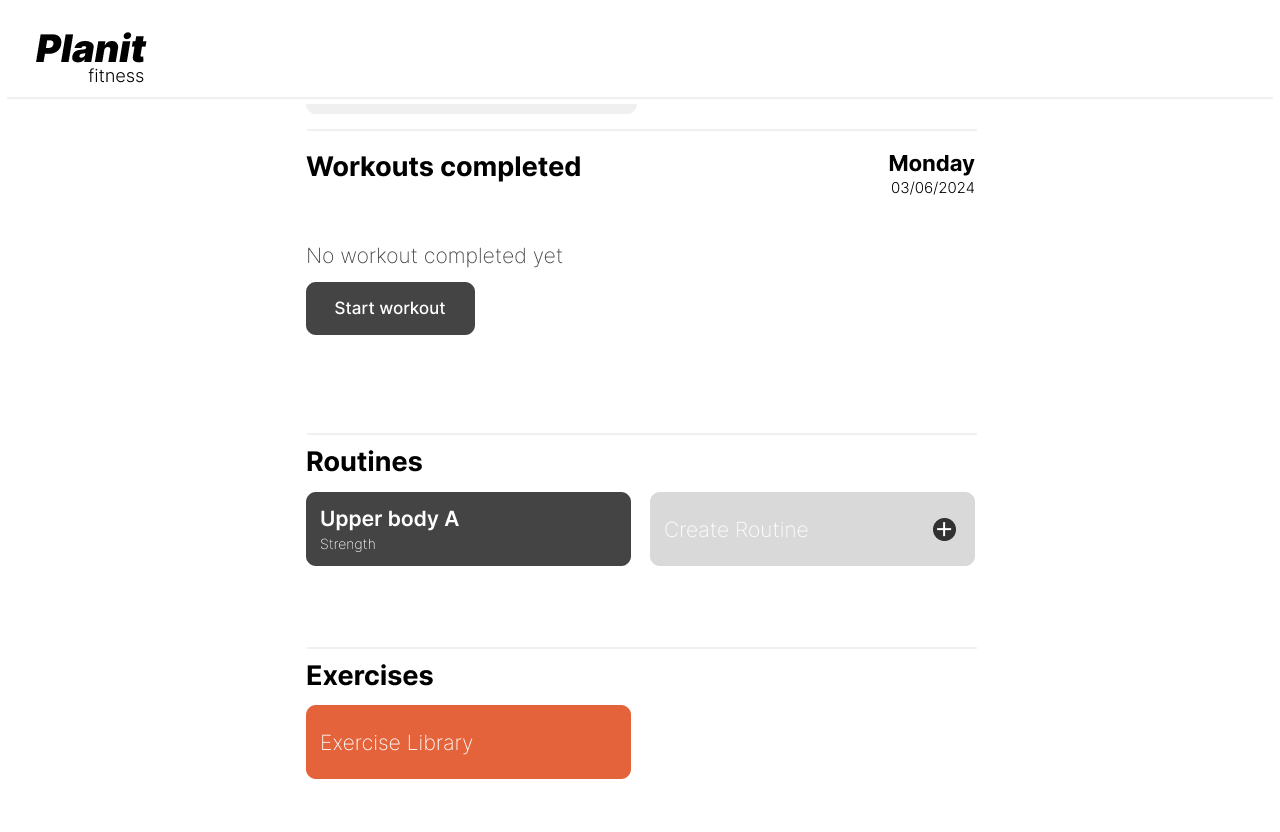 Planit
fitness
Workouts completed
Monday
03/06/2024
No workout completed yet
Start workout
Routines
Upper body A
Strength
Create Routine
Exercises
Exercise Library